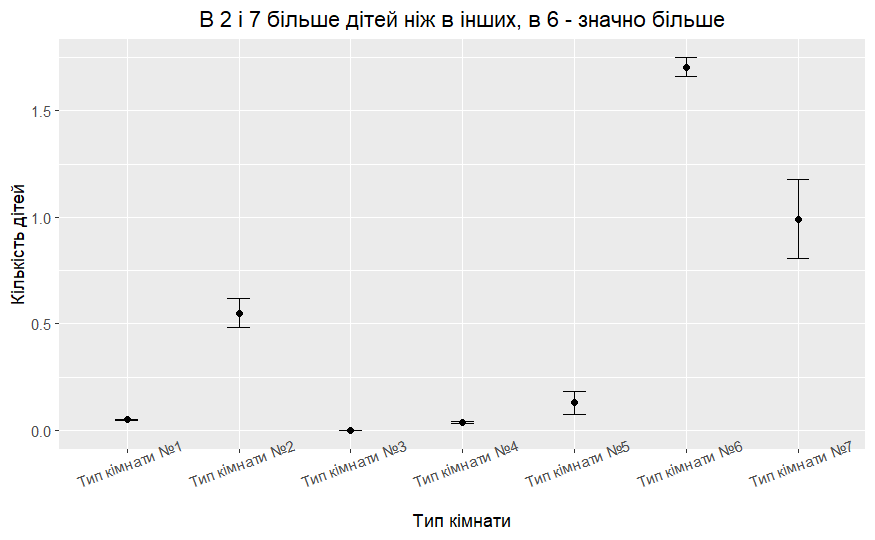 В 2 і 7 більше дітей ніж в інших, в 6 - значно більше
Кількість дітей
1.5
1.0
0.5
0.0
Тип кімнати №1
Тип кімнати №2
Тип кімнати №3
Тип кімнати №4
Тип кімнати №5
Тип кімнати №6
Тип кімнати №7
Тип кімнати